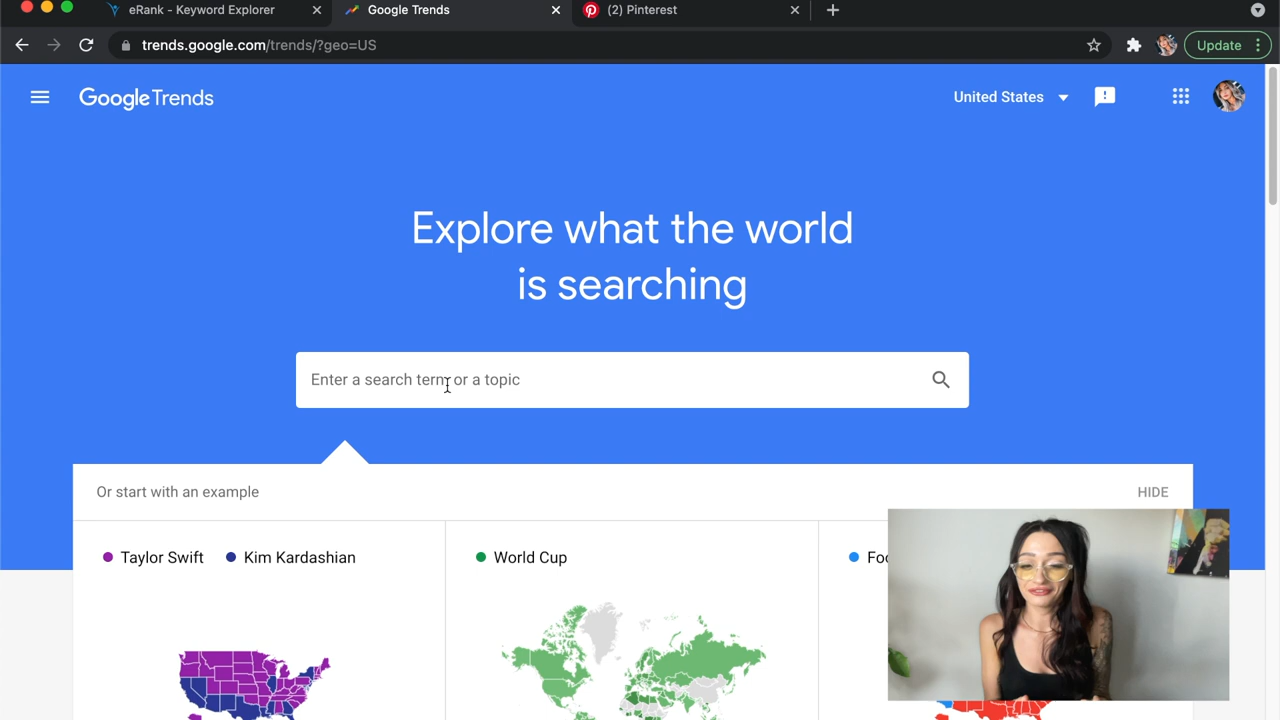 eRank - Keyword Explorer
Google Trends
(2) Pinterest
trends.google.com/trends/?geo=US
Update
Google Trends
United States
Explore what the world
is searching
Enter a search term or a topic
Or start with an example
HIDE
Taylor Swift
Kim Kardashian
World Cup
Foo